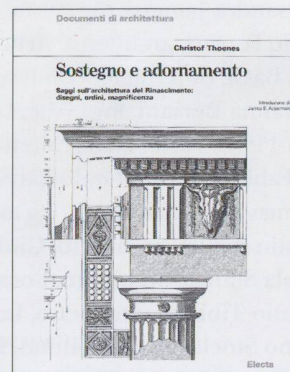 Documenti di architettura
Christof Thoenes
Sostegno e adornamento
Saggi sull'architettura del Rinascimento:
disegni, ordini, magnificenza
Introduzione di
James S. Ackerman
Electa